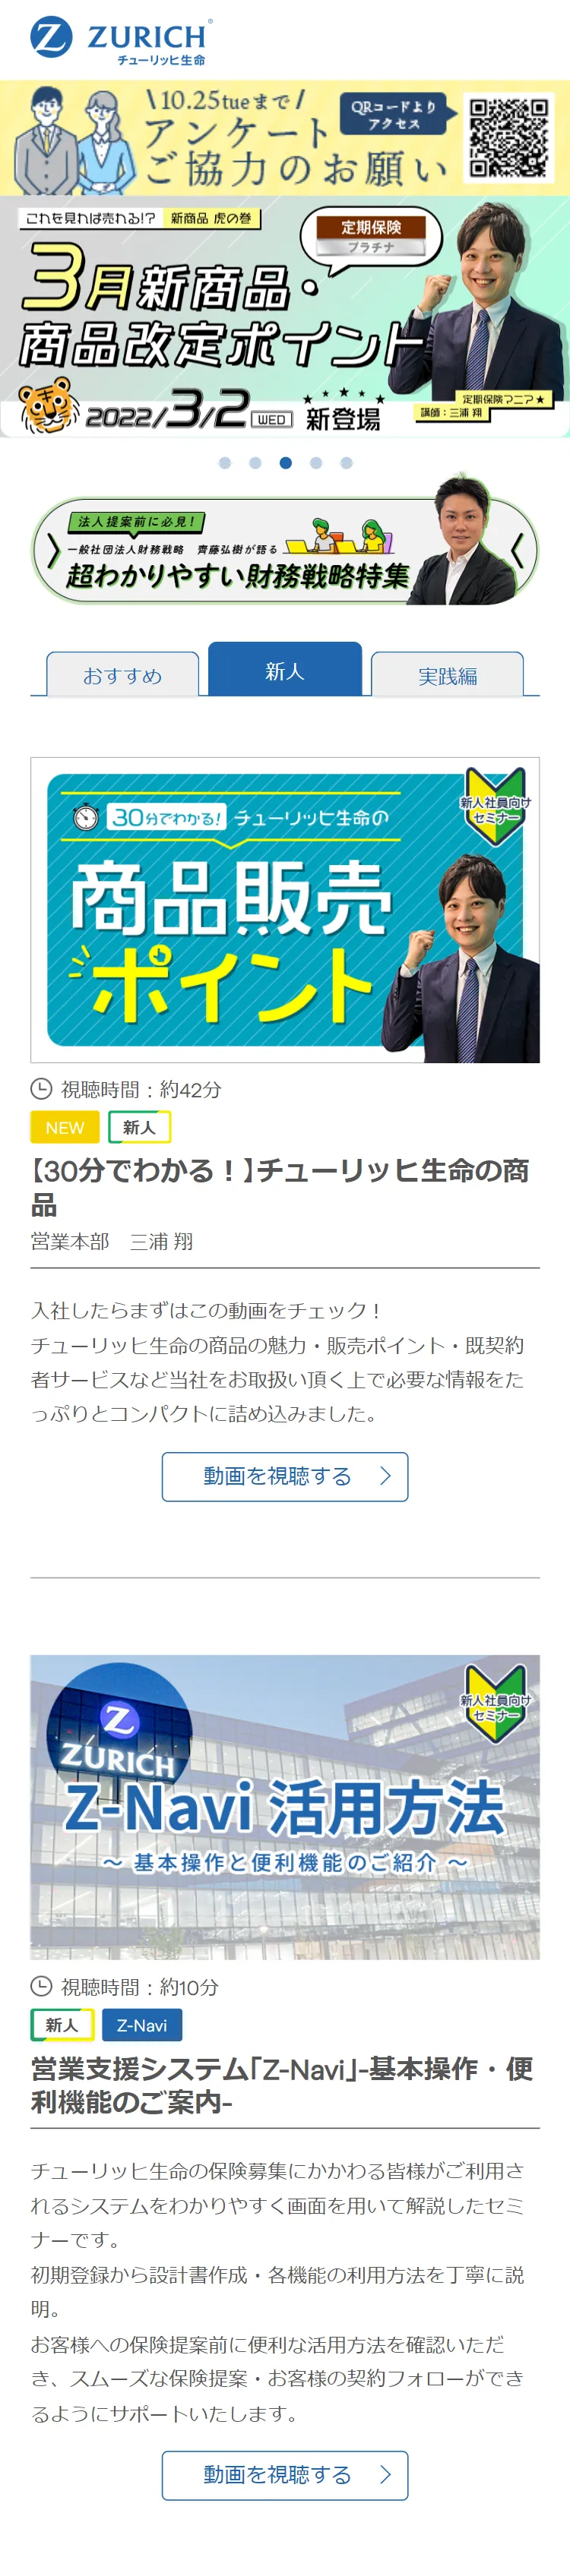 Z ZURICH®
チューリッヒ生命
\10.25tueまで/
アンケート
ご協力のお願い
QRコードより
アクセス
これを見れば売れる!? 新商品 虎の巻
定期保険
プラチナ
3月新商品・
商品改定ポイント
2022/3/2 WED 新登場
定期保険マニア★
講師：三浦 翔
法人提案前に必見！
一般社団法人財務戦略 齊藤弘樹が語る
超わかりやすい財務戦略特集
おすすめ 新人 実践編
新人社員向け
セミナー
30分でわかる！ チューリッヒ生命の
商品販売
ポイント
視聴時間：約42分
NEW 新人
【30分でわかる！】チューリッヒ生命の商
品
営業本部 三浦 翔
入社したらまずはこの動画をチェック！
チューリッヒ生命の商品の魅力・販売ポイント・既契約
者サービスなど当社をお取扱い頂く上で必要な情報をた
っぷりとコンパクトに詰め込みました。
動画を視聴する
新人社員向け
セミナー
Z
ZURICH
Z-Navi 活用方法
～ 基本操作と便利機能のご紹介 ～
視聴時間：約10分
新人 Z-Navi
営業支援システム「Z-Navi」-基本操作・便
利機能のご案内-
チューリッヒ生命の保険募集にかかわる皆様がご利用さ
れるシステムをわかりやすく画面を用いて解説したセミ
ナーです。
初期登録から設計書作成・各機能の利用方法を丁寧に説
明。
お客様への保険提案前に便利な活用方法を確認いただ
き、スムーズな保険提案・お客様の契約フォローができ
るようにサポートいたします。
動画を視聴する